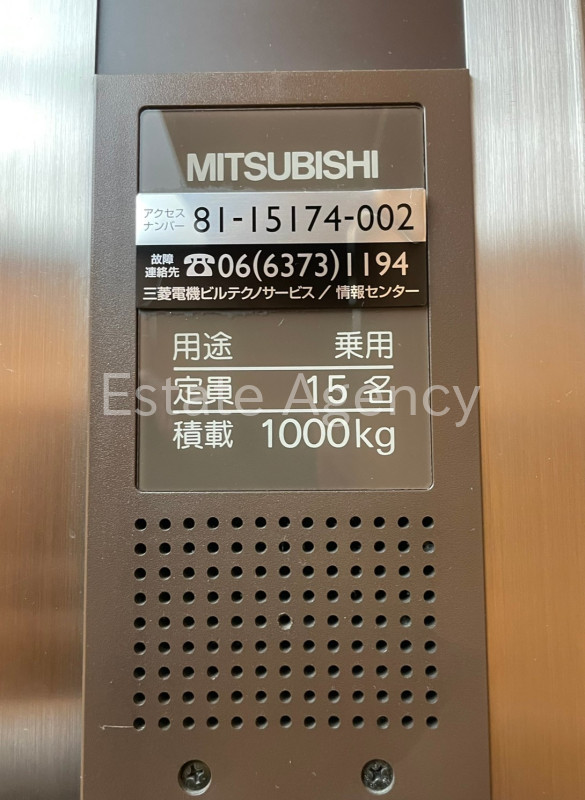 MITSUBISHI
アクセス
ナンバー 81-15174-002
故障
連絡先 ☎06(6373)1194
三菱電機ビルテクノサービス/情報センター
用途 乗用
定員 15名
Estate Agency
積載 1000kg